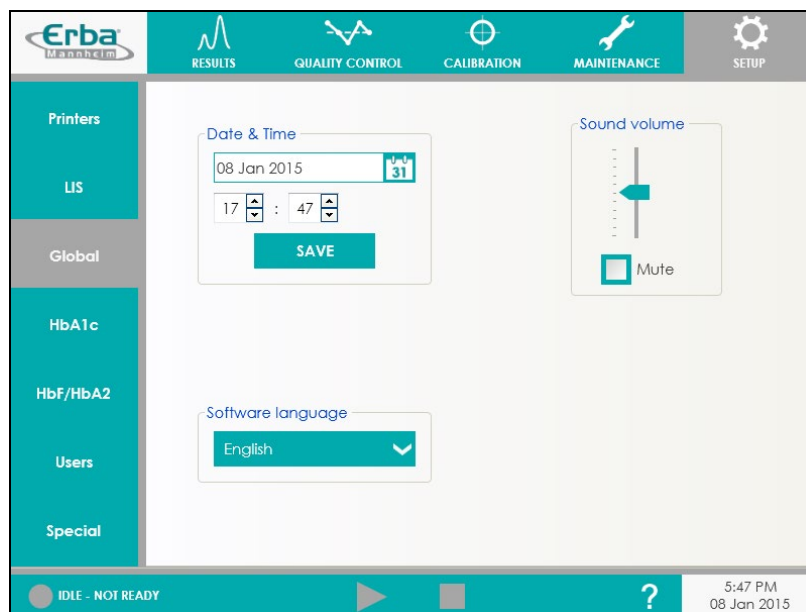 Erba
Mannheim
RESULTS
QUALITY CONTROL
CALIBRATION
MAINTENANCE
SETUP
Printers
LIS
Global
HbA1c
HbF/HbA2
Users
Special
Date & Time
08 Jan 2015
31
17 : 47
SAVE
Sound volume
Mute
Software language
English
IDLE - NOT READY
?
5:47 PM
08 Jan 2015